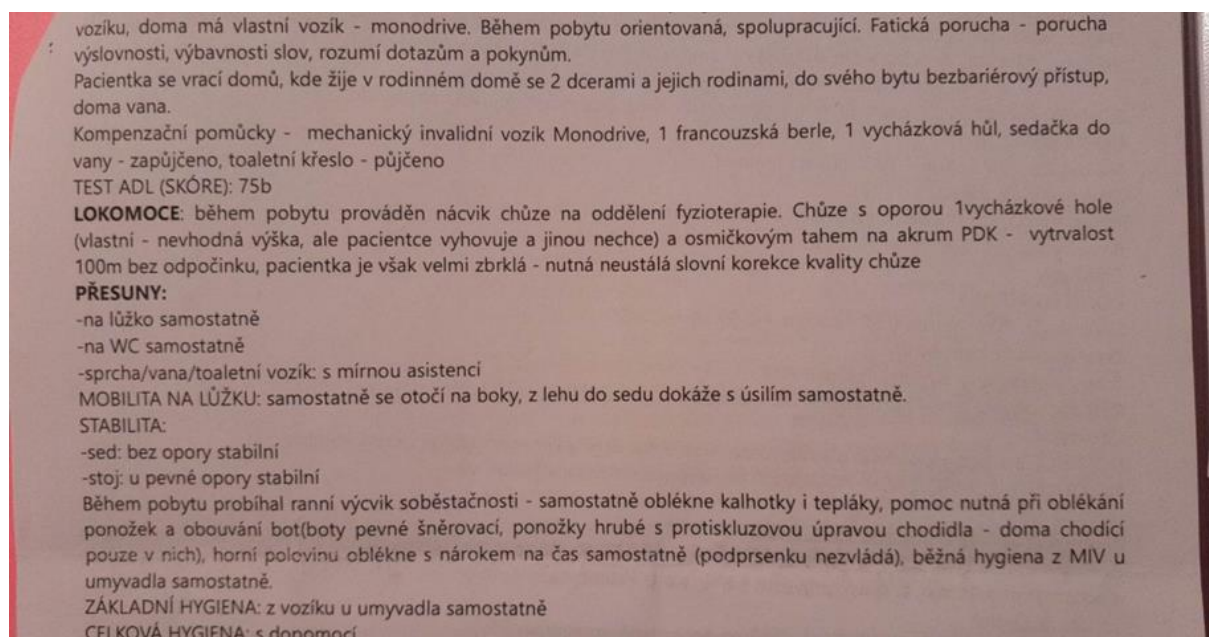 vozíku, doma má vlastní vozík - monodrive. Během pobytu orientovaná, spolupracující. Fatická porucha - porucha
výslovnosti, výbavnosti slov, rozumí dotazům a pokynům.
Pacientka se vrací domů, kde žije v rodinném domě se 2 dcerami a jejich rodinami, do svého bytu bezbariérový přístup,
doma vana.
Kompenzační pomůcky - mechanický invalidní vozík Monodrive, 1 francouzská berle, 1 vycházková hůl, sedačka do
vany - zapůjčeno, toaletní křeslo - půjčeno
TEST ADL (SKÓRE): 75b
LOKOMOCE: během pobytu prováděn nácvik chůze na oddělení fyzioterapie. Chůze s oporou 1vycházkové hole
(vlastní - nevhodná výška, ale pacientce vyhovuje a jinou nechce) a osmičkovým tahem na akrum PDK - vytrvalost
100m bez odpočinku, pacientka je však velmi zbrklá - nutná neustálá slovní korekce kvality chůze
PŘESUNY:
-na lůžko samostatně
-na WC samostatně
-sprcha/vana/toaletní vozík: s mírnou asistencí
MOBILITA NA LŮŽKU: samostatně se otočí na boky, z lehu do sedu dokáže s úsilím samostatně.
STABILITA:
-sed: bez opory stabilní
-stoj: u pevné opory stabilní
Během pobytu probíhal ranní výcvik soběstačnosti - samostatně oblékne kalhotky i tepláky, pomoc nutná při oblékání
ponožek a obouvání bot(boty pevné šněrovací, ponožky hrubé s protiskluzovou úpravou chodidla - doma chodící
pouze v nich), horní polovinu oblékne s nárokem na čas samostatně (podprsenku nezvládá), běžná hygiena z MIV u
umyvadla samostatně.
ZÁKLADNÍ HYGIENA: z vozíku u umyvadla samostatně
CELKOVÁ HYGIENA: s dopomocí